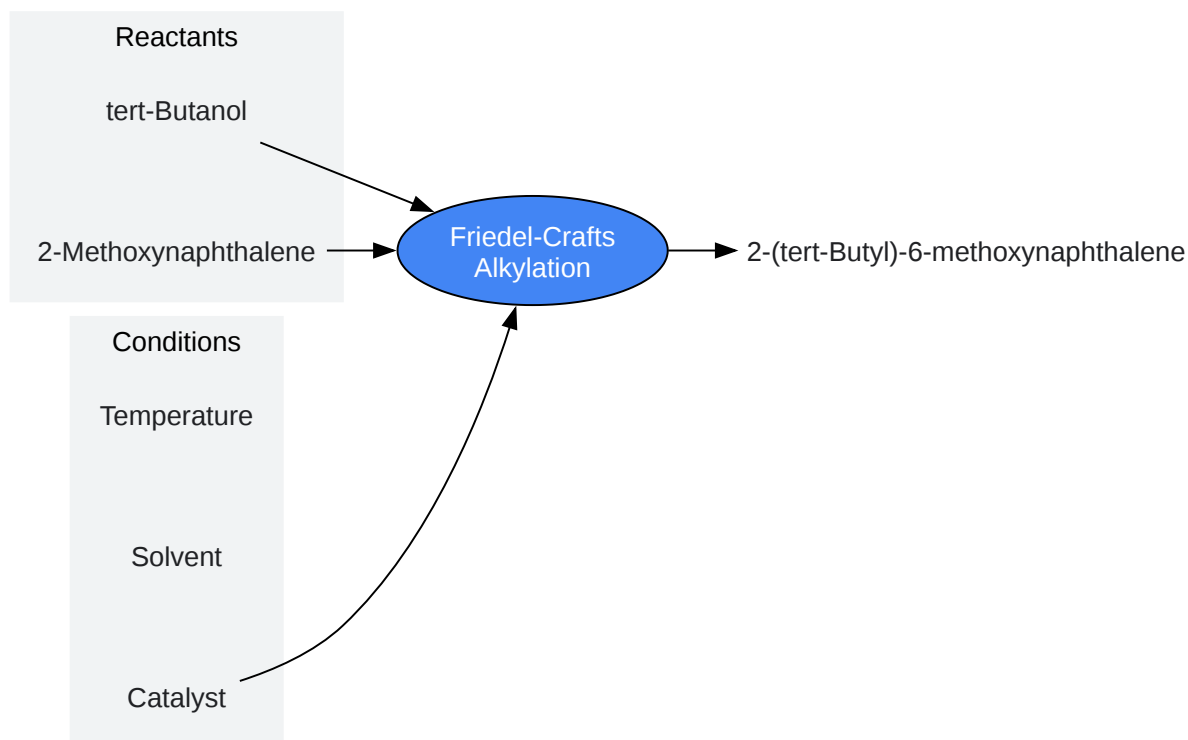 Reactants
tert-Butanol
2-Methoxynaphthalene
Friedel-Crafts
Alkylation
2-(tert-Butyl)-6-methoxynaphthalene
Conditions
Temperature
Solvent
Catalyst